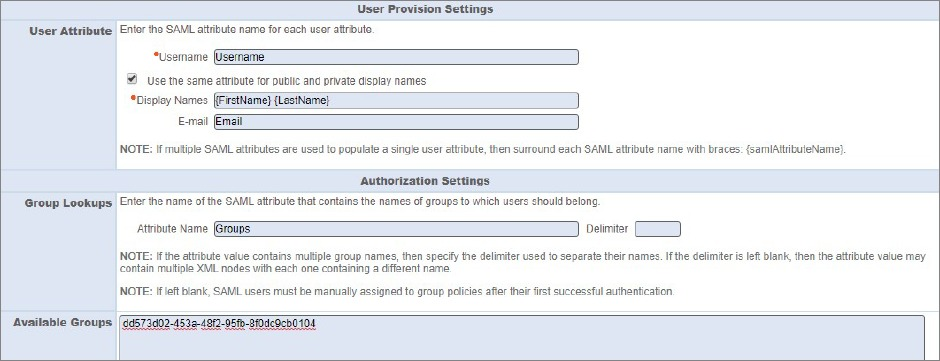 User Provision Settings
User Attribute
Enter the SAML attribute name for each user attribute.
*Username Username
Use the same attribute for public and private display names
*Display Names {FirstName} {LastName}
E-mail Email
NOTE: If multiple SAML attributes are used to populate a single user attribute, then surround each SAML attribute name with braces: {samlAttributeName}.
Authorization Settings
Group Lookups
Enter the name of the SAML attribute that contains the names of groups to which users should belong.
Attribute Name Groups Delimiter
NOTE: If the attribute value contains multiple group names, then specify the delimiter used to separate their names. If the delimiter is left blank, then the attribute value may
contain multiple XML nodes with each one containing a different name.
NOTE: If left blank, SAML users must be manually assigned to group policies after their first successful authentication.
Available Groups
dd573d02-453a-48f2-95fb-8f0dc9cb0104